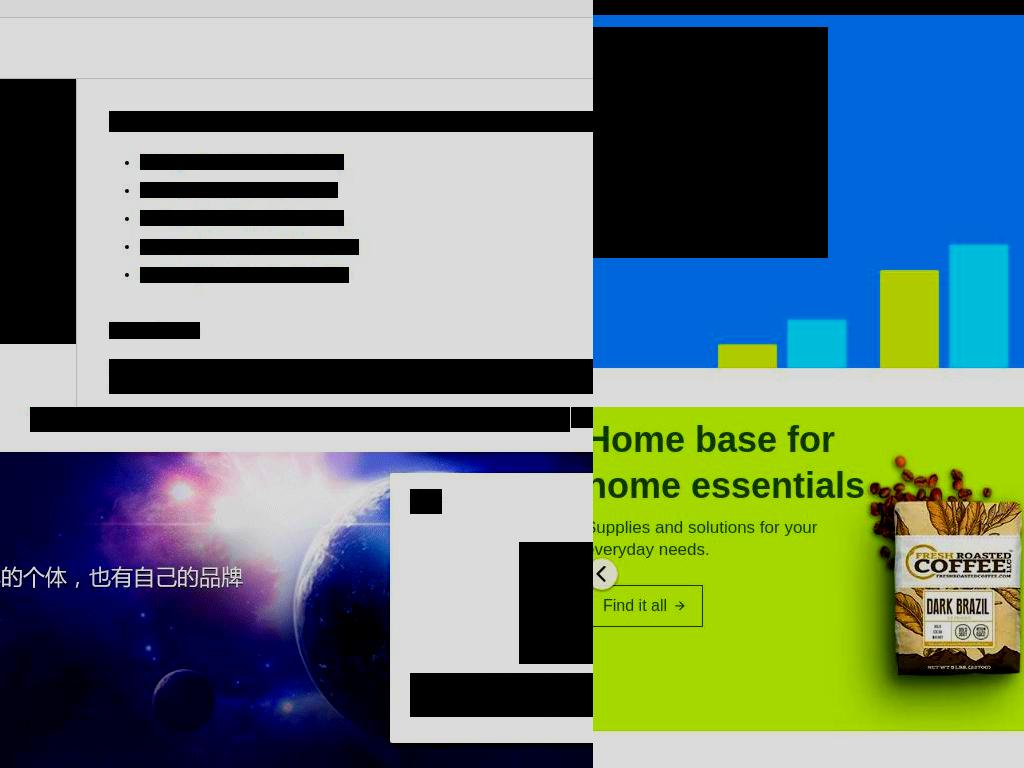 的个体，也有自己的品牌
Home base for
home essentials
Supplies and solutions for your
everyday needs.
Find it all →
FRESH ROASTED
COFFEE LLC
FRESHROASTEDCOFFEE.COM
DARK BRAZIL
NET WT 5 LBS. (2270G)